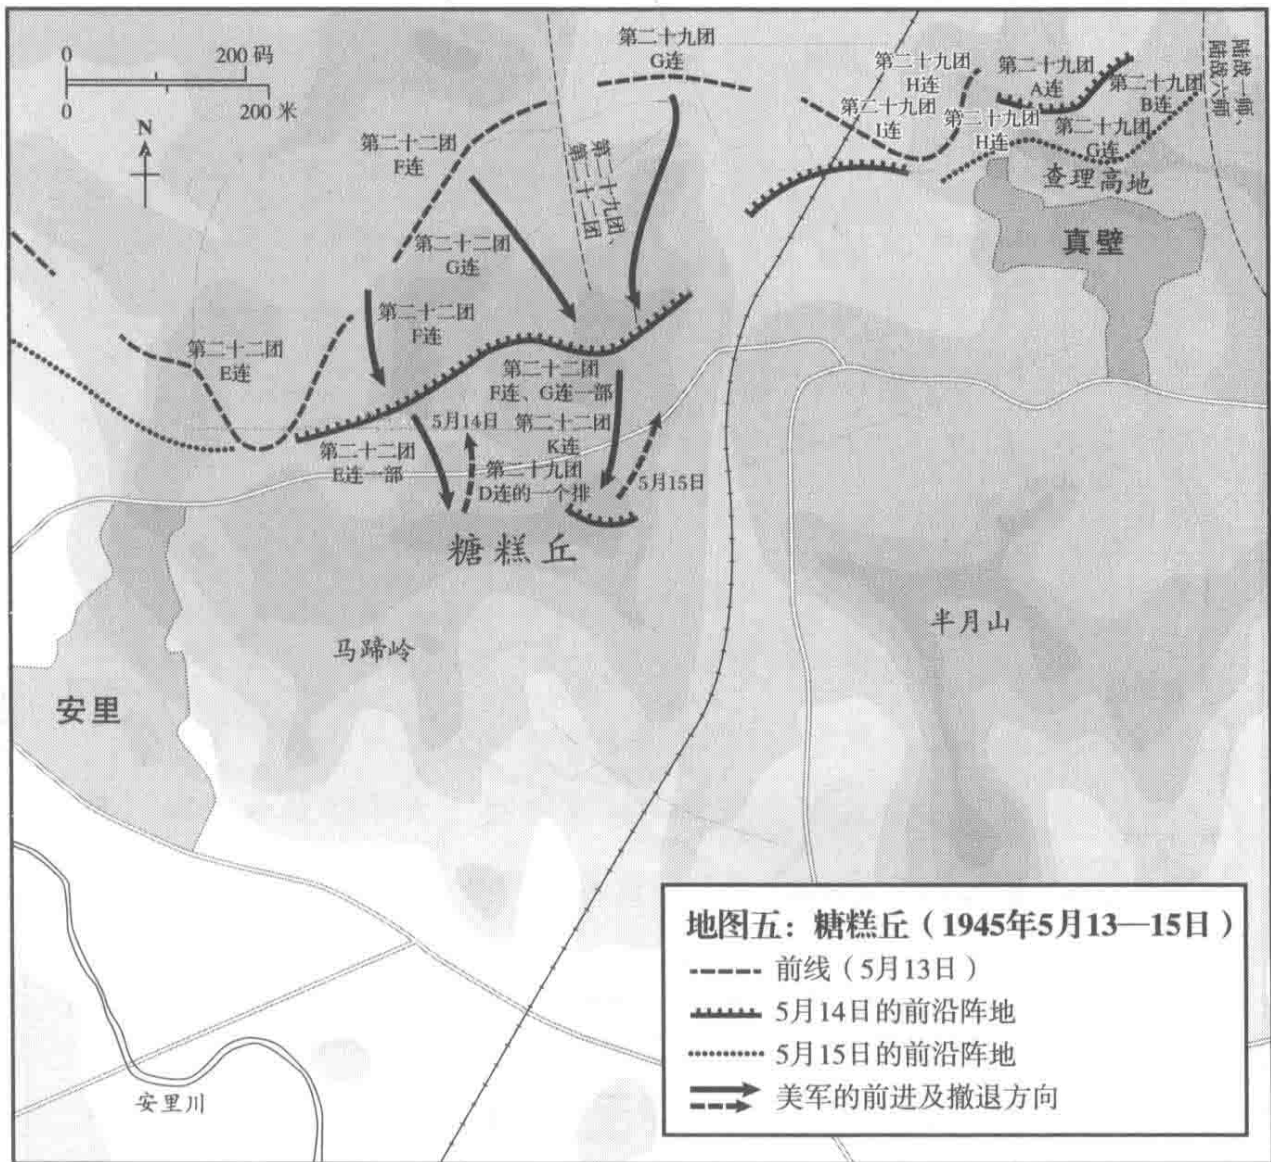 0 200 码
0 200 米
N
第二十九团
G连
第二十九团
H连
第二十九团
A连
第二十九团
B连
陆战一师、
陆战六师
第二十九团
I连
第二十九团
H连
第二十九团
G连
查理高地
真壁
第二十二团
F连
第二十九团、
第二十二团
第二十二团
G连
第二十二团
F连
第二十二团
E连
第二十二团
F连、G连一部
5月14日
第二十二团
K连
第二十二团
E连一部
第二十九团
D连的一个排
5月15日
糖糕丘
马蹄岭
半月山
安里
安里川
地图五：糖糕丘（1945年5月13—15日）
前线（5月13日）
5月14日的前沿阵地
5月15日的前沿阵地
美军的前进及撤退方向